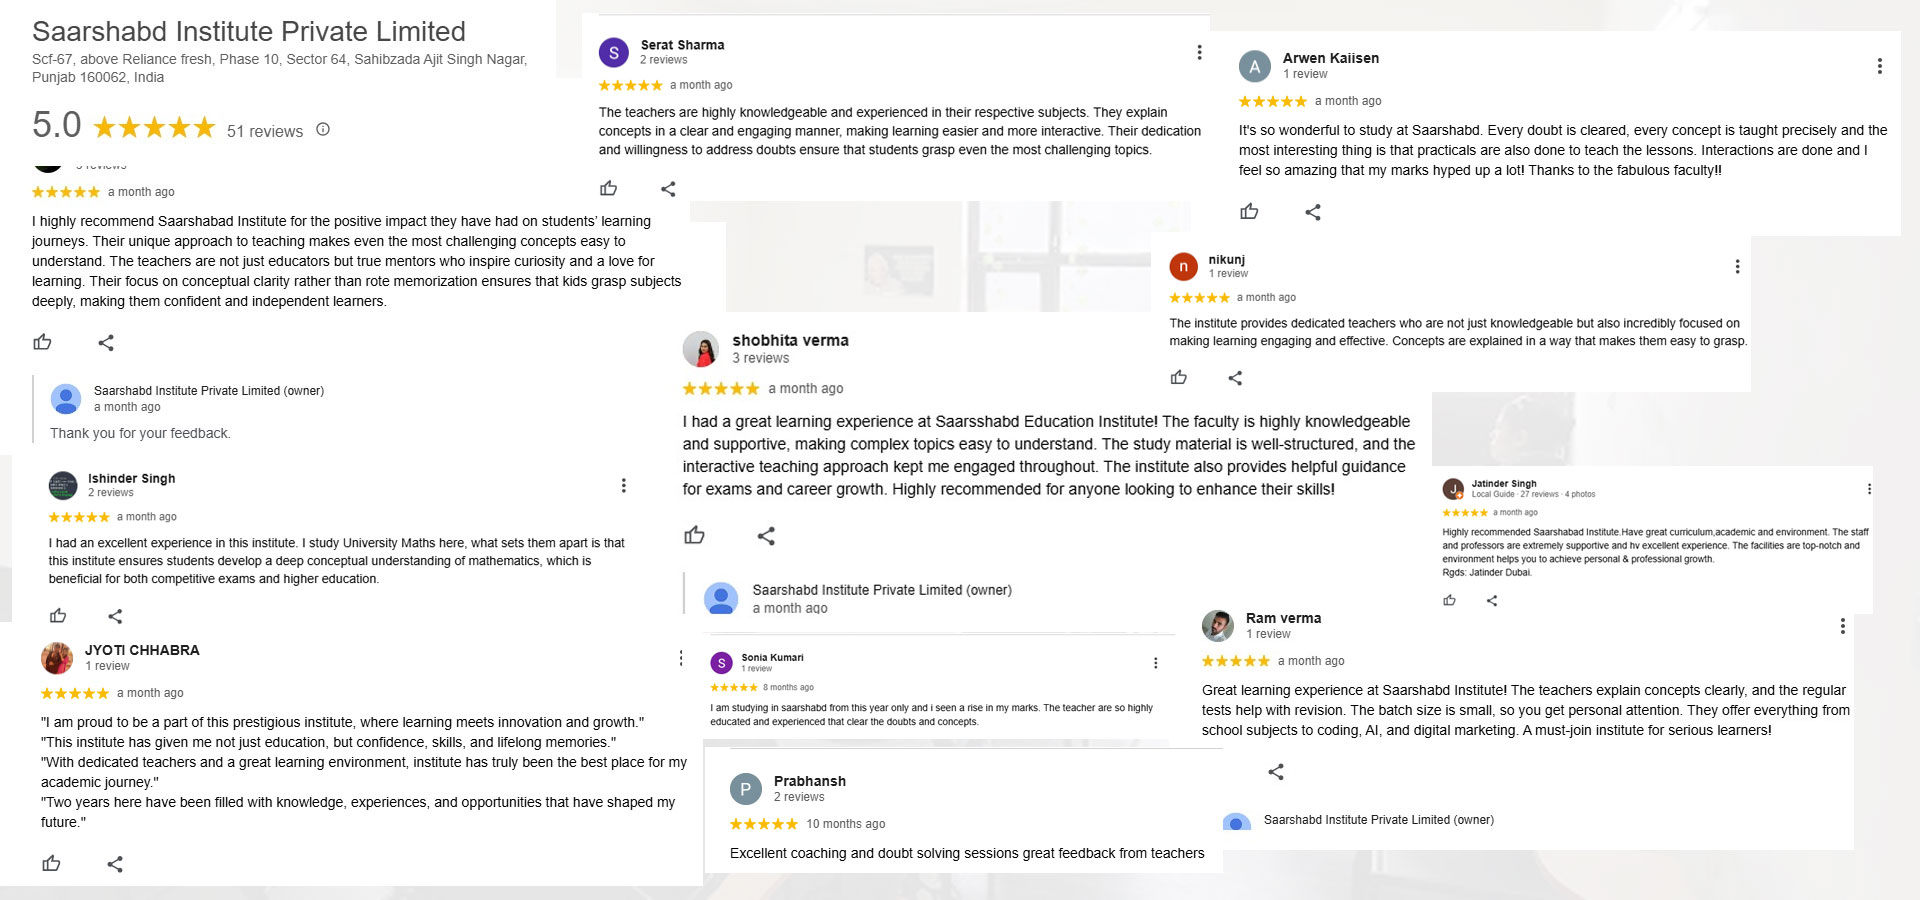 Saarshabd Institute Private Limited
Scf-67, above Reliance fresh, Phase 10, Sector 64, Sahibzada Ajit Singh Nagar,
Punjab 160062, India
5.0
51 reviews
reviews
a month ago
I highly recommend Saarshabad Institute for the positive impact they have had on students’ learning
journeys. Their unique approach to teaching makes even the most challenging concepts easy to
understand. The teachers are not just educators but true mentors who inspire curiosity and a love for
learning. Their focus on conceptual clarity rather than rote memorization ensures that kids grasp subjects
deeply, making them confident and independent learners.
Saarshabd Institute Private Limited (owner)
a month ago
Thank you for your feedback.
Ishinder Singh
2 reviews
a month ago
I had an excellent experience in this institute. I study University Maths here, what sets them apart is that
this institute ensures students develop a deep conceptual understanding of mathematics, which is
beneficial for both competitive exams and higher education.
JYOTI CHHABRA
1 review
a month ago
"I am proud to be a part of this prestigious institute, where learning meets innovation and growth."
"This institute has given me not just education, but confidence, skills, and lifelong memories."
"With dedicated teachers and a great learning environment, institute has truly been the best place for my
academic journey."
"Two years here have been filled with knowledge, experiences, and opportunities that have shaped my
future."
S
Serat Sharma
2 reviews
a month ago
The teachers are highly knowledgeable and experienced in their respective subjects. They explain
concepts in a clear and engaging manner, making learning easier and more interactive. Their dedication
and willingness to address doubts ensure that students grasp even the most challenging topics.
shobhita verma
3 reviews
a month ago
I had a great learning experience at Saarsshabd Education Institute! The faculty is highly knowledgeable
and supportive, making complex topics easy to understand. The study material is well-structured, and the
interactive teaching approach kept me engaged throughout. The institute also provides helpful guidance
for exams and career growth. Highly recommended for anyone looking to enhance their skills!
Saarshabd Institute Private Limited (owner)
a month ago
S
Sonia Kumari
1 review
8 months ago
I am studying in saarshabd from this year only and i seen a rise in my marks. The teacher are so highly
educated and experienced that clear the doubts and concepts.
P
Prabhansh
2 reviews
10 months ago
Excellent coaching and doubt solving sessions great feedback from teachers
A
Arwen Kaiisen
1 review
a month ago
It's so wonderful to study at Saarshabd. Every doubt is cleared, every concept is taught precisely and the
most interesting thing is that practicals are also done to teach the lessons. Interactions are done and I
feel so amazing that my marks hyped up a lot! Thanks to the fabulous faculty!!
n
nikunj
1 review
a month ago
The institute provides dedicated teachers who are not just knowledgeable but also incredibly focused on
making learning engaging and effective. Concepts are explained in a way that makes them easy to grasp.
J
Jatinder Singh
Local Guide · 27 reviews · 4 photos
a month ago
Highly recommended Saarshabad Institute.Have great curriculum,academic and environment. The staff
and professors are extremely supportive and hv excellent experience. The facilities are top-notch and
environment helps you to achieve personal & professional growth.
Rgds: Jatinder Dubai.
Ram verma
1 review
a month ago
Great learning experience at Saarshabd Institute! The teachers explain concepts clearly, and the regular
tests help with revision. The batch size is small, so you get personal attention. They offer everything from
school subjects to coding, AI, and digital marketing. A must-join institute for serious learners!
Saarshabd Institute Private Limited (owner)